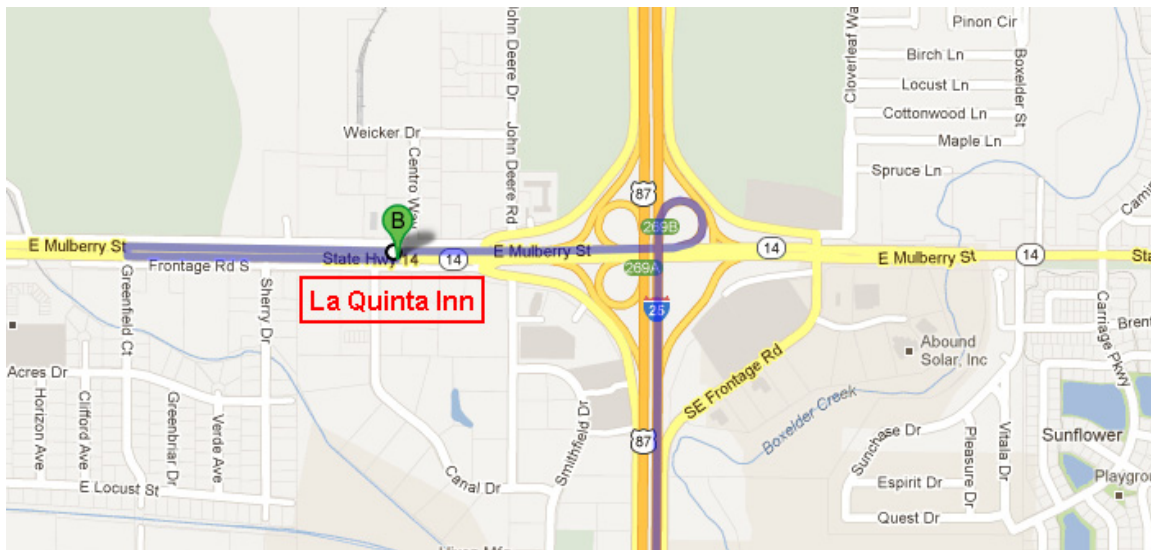 Pinon Cir
Birch Ln
Boxelder St
Locust Ln
Cottonwood Ln
Maple Ln
Spruce Ln
John Deere Dr
Weicker Dr
Centro Way
John Deere Rd
87
B
269B
E Mulberry St
E Mulberry St
14
E Mulberry St
14
State Hwy 14
14
269A
Frontage Rd S
La Quinta Inn
25
Greenfield Ct
Sherry Dr
Carriage Pkwy
Abound
Solar, Inc
SE Frontage Rd
Acres Dr
Horizon Ave
Clifford Ave
Greenbriar Dr
Verde Ave
Smithfield Dr
87
Boxelder Creek
Sunchase Dr
Pleasure Dr
Vitala Dr
Sunflower
E Locust St
Canal Dr
Espirit Dr
Quest Dr